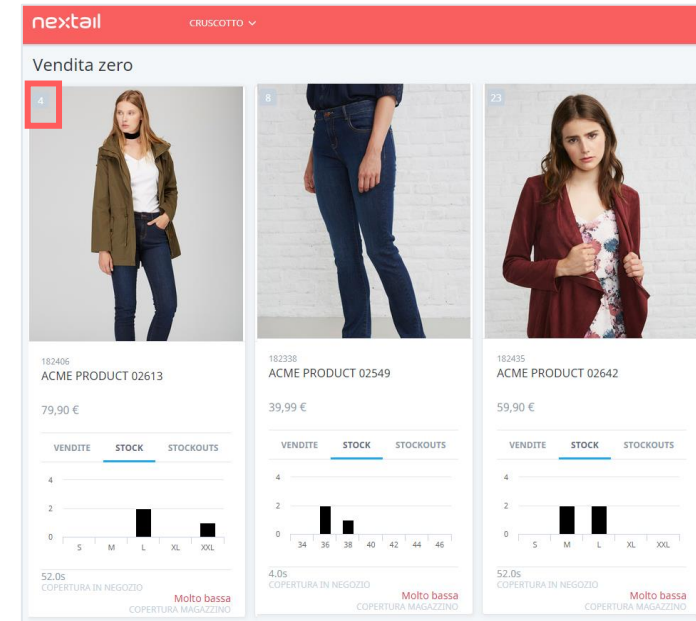 nextail
CRUSCOTTO
Vendita zero
4
8
23
182406
ACME PRODUCT 02613
79,90 €
VENDITE STOCK STOCKOUTS
4
2
0
S M L XL XXL
52.0s
COPERTURA IN NEGOZIO
Molto bassa
COPERTURA MAGAZZINO
182338
ACME PRODUCT 02549
39,99 €
VENDITE STOCK STOCKOUTS
4
2
0
34 36 38 40 42 44 46
4.0s
COPERTURA IN NEGOZIO
Molto bassa
COPERTURA MAGAZZINO
182435
ACME PRODUCT 02642
59,90 €
VENDITE STOCK STOCKOUTS
4
2
0
S M L XL XXL
52.0s
COPERTURA IN NEGOZIO
Molto bassa
COPERTURA MAGAZZINO